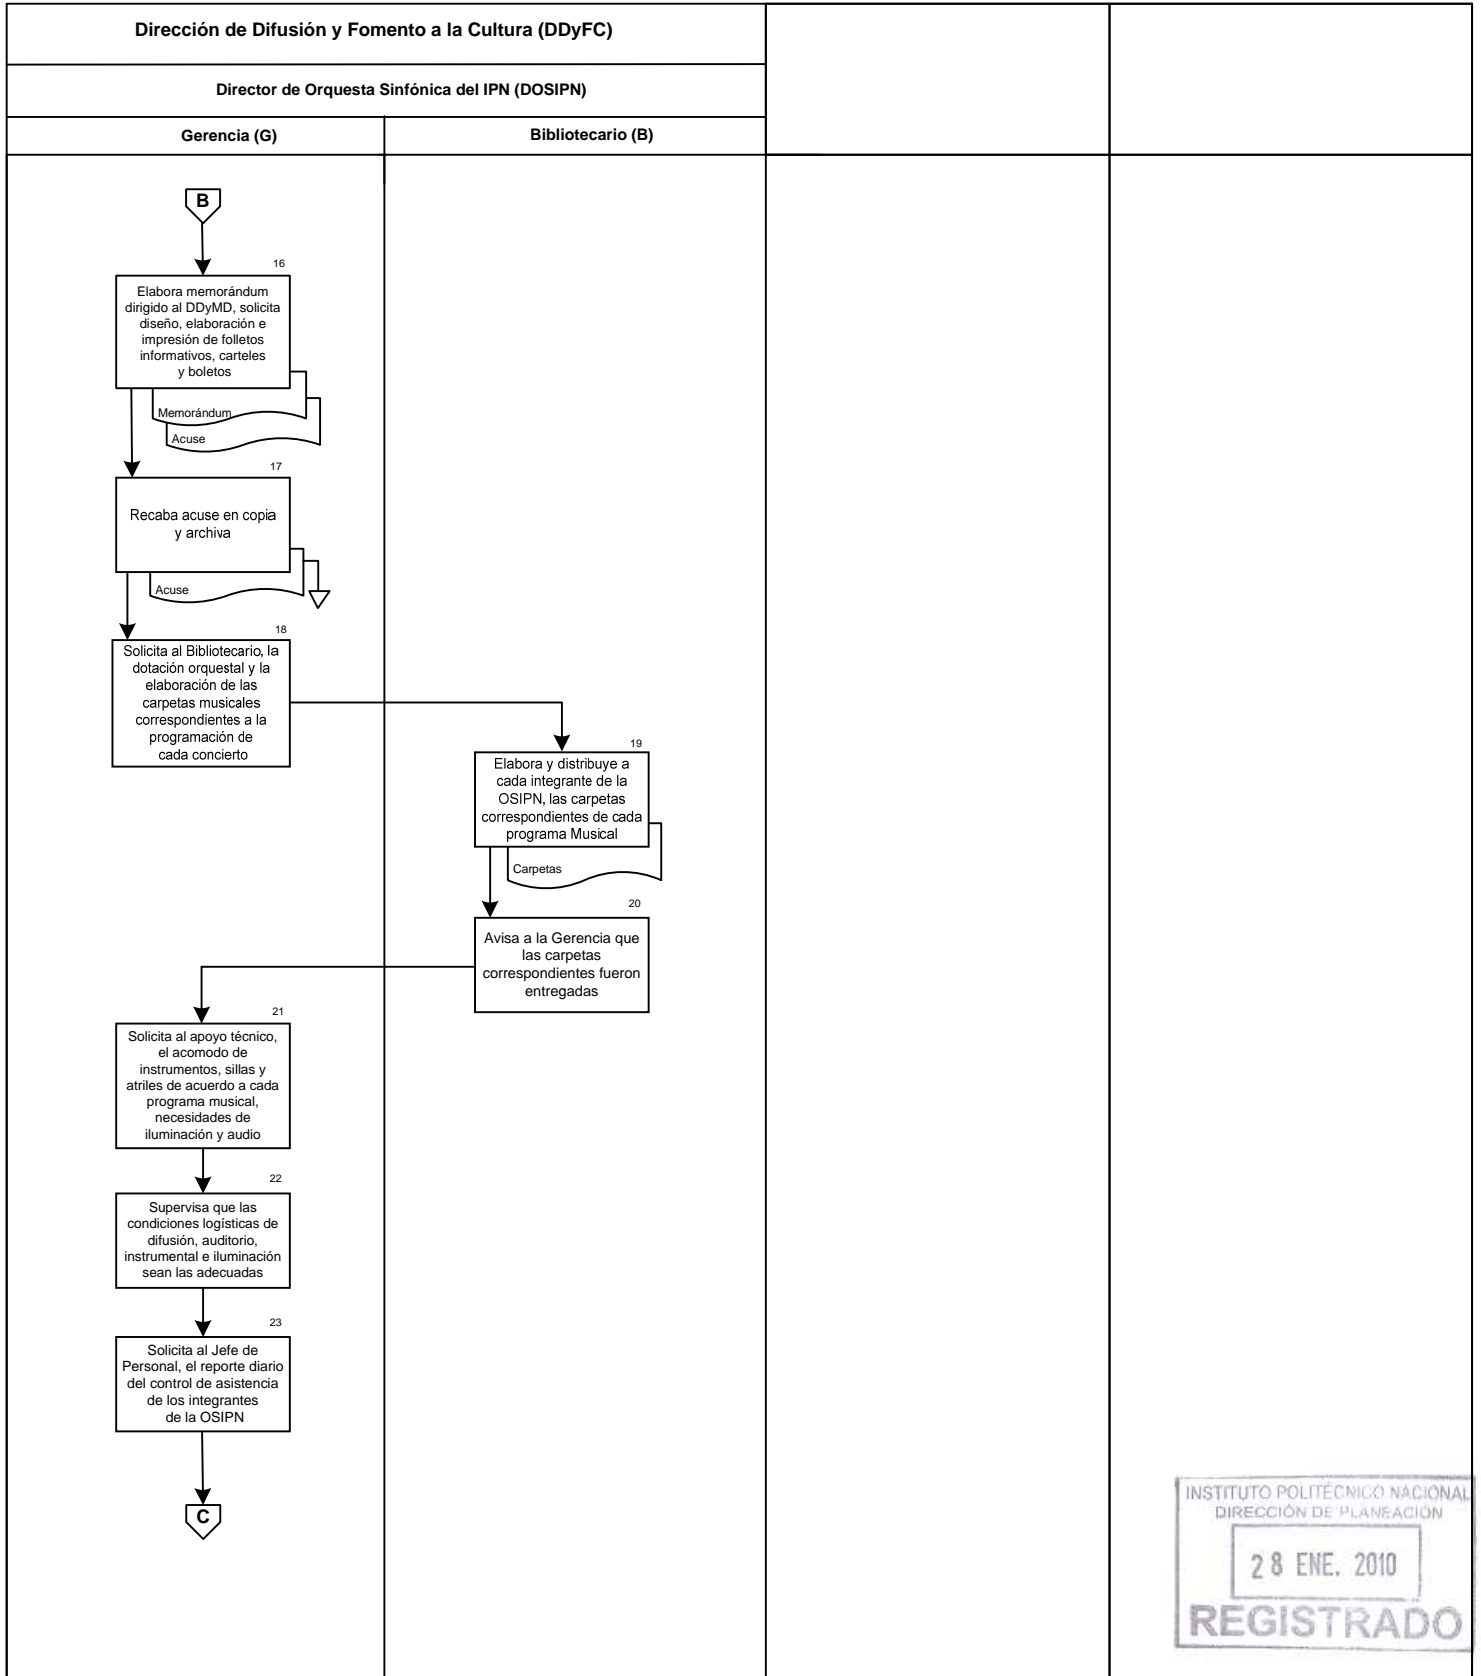 Dirección de Difusión y Fomento a la Cultura (DDyFC)
Director de Orquesta Sinfónica del IPN (DOSIPN)
Gerencia (G)
Bibliotecario (B)
B
16
Elabora memorándum
dirigido al DDyMD, solicita
diseño, elaboración e
impresión de folletos
informativos, carteles
y boletos
Memorándum
Acuse
17
Recaba acuse en copia
y archiva
Acuse
18
Solicita al Bibliotecario, la
dotación orquestal y la
elaboración de las
carpetas musicales
correspondientes a la
programación de
cada concierto
19
Elabora y distribuye a
cada integrante de la
OSIPN, las carpetas
correspondientes de cada
programa Musical
Carpetas
20
Avisa a la Gerencia que
las carpetas
correspondientes fueron
entregadas
21
Solicita al apoyo técnico,
el acomodo de
instrumentos, sillas y
atriles de acuerdo a cada
programa musical,
necesidades de
iluminación y audio
22
Supervisa que las
condiciones logísticas de
difusión, auditorio,
instrumental e iluminación
sean las adecuadas
23
Solicita al Jefe de
Personal, el reporte diario
del control de asistencia
de los integrantes
de la OSIPN
C
INSTITUTO POLITÉCNICO NACIONAL
DIRECCIÓN DE PLANEACIÓN
28 ENE. 2010
REGISTRADO